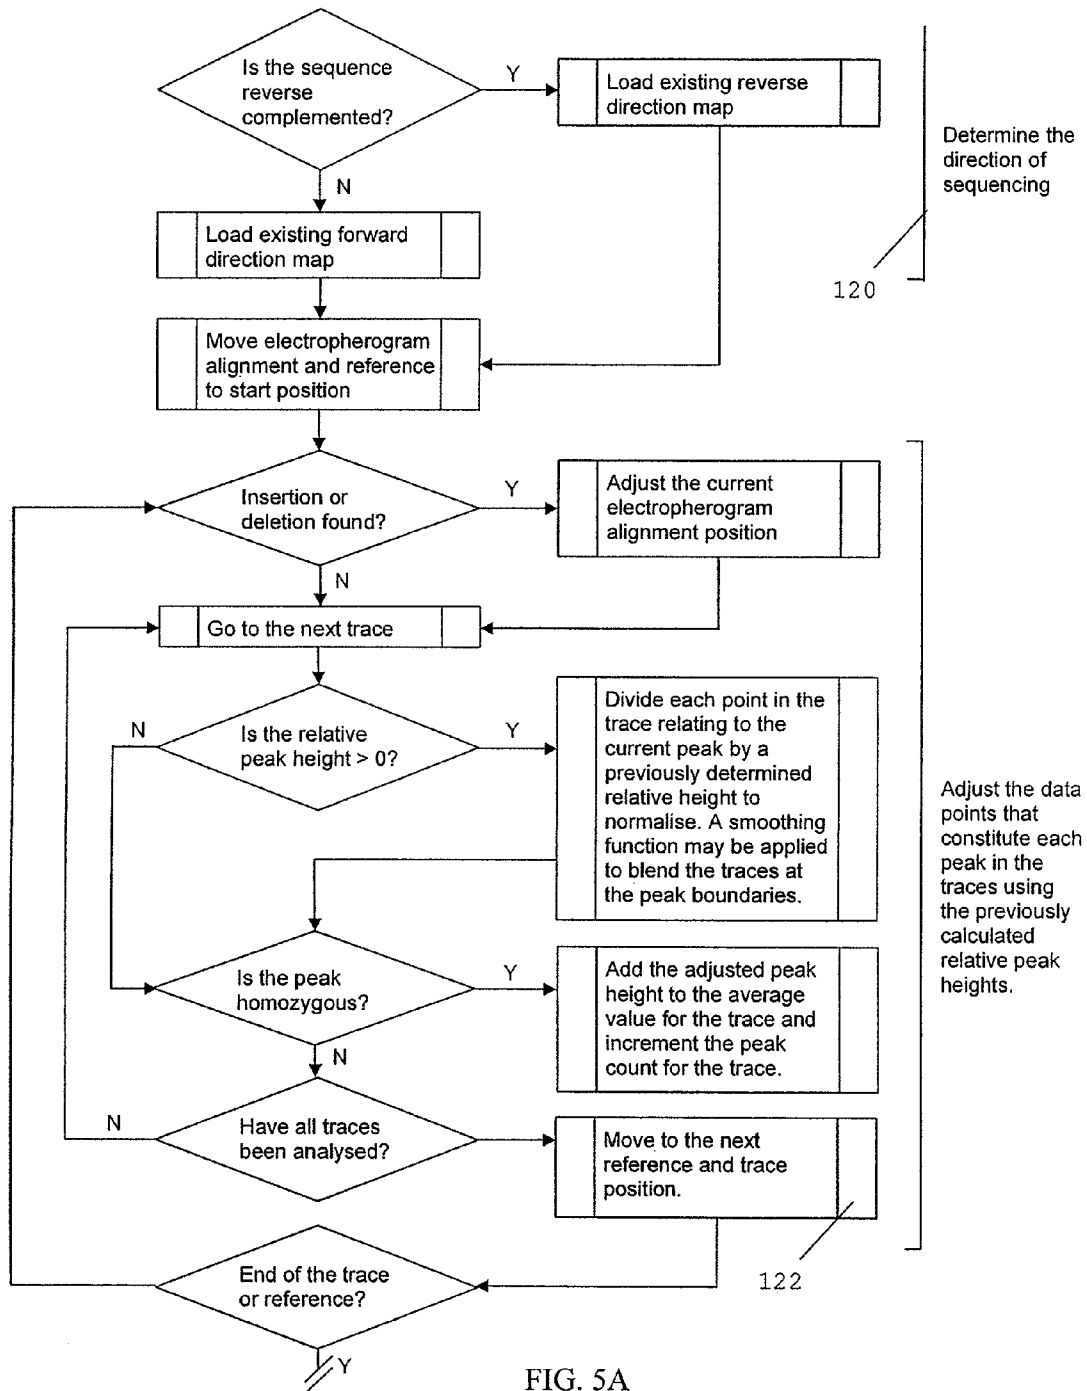 Is the sequence
reverse
complemented?
Y
Load existing reverse
direction map
Determine the
direction of
sequencing
N
Load existing forward
direction map
120
Move electropherogram
alignment and reference
to start position
Insertion or
deletion found?
Y
Adjust the current
electropherogram
alignment position
N
Go to the next trace
N
Is the relative
peak height > 0?
Y
Divide each point in the
trace relating to the
current peak by a
previously determined
relative height to
normalise. A smoothing
function may be applied
to blend the traces at
the peak boundaries.
Adjust the data
points that
constitute each
peak in the
traces using
the previously
calculated
relative peak
heights.
Is the peak
homozygous?
Y
Add the adjusted peak
height to the average
value for the trace and
increment the peak
count for the trace.
N
N
Have all traces
been analysed?
Move to the next
reference and trace
position.
122
End of the trace
or reference?
Y
FIG. 5A